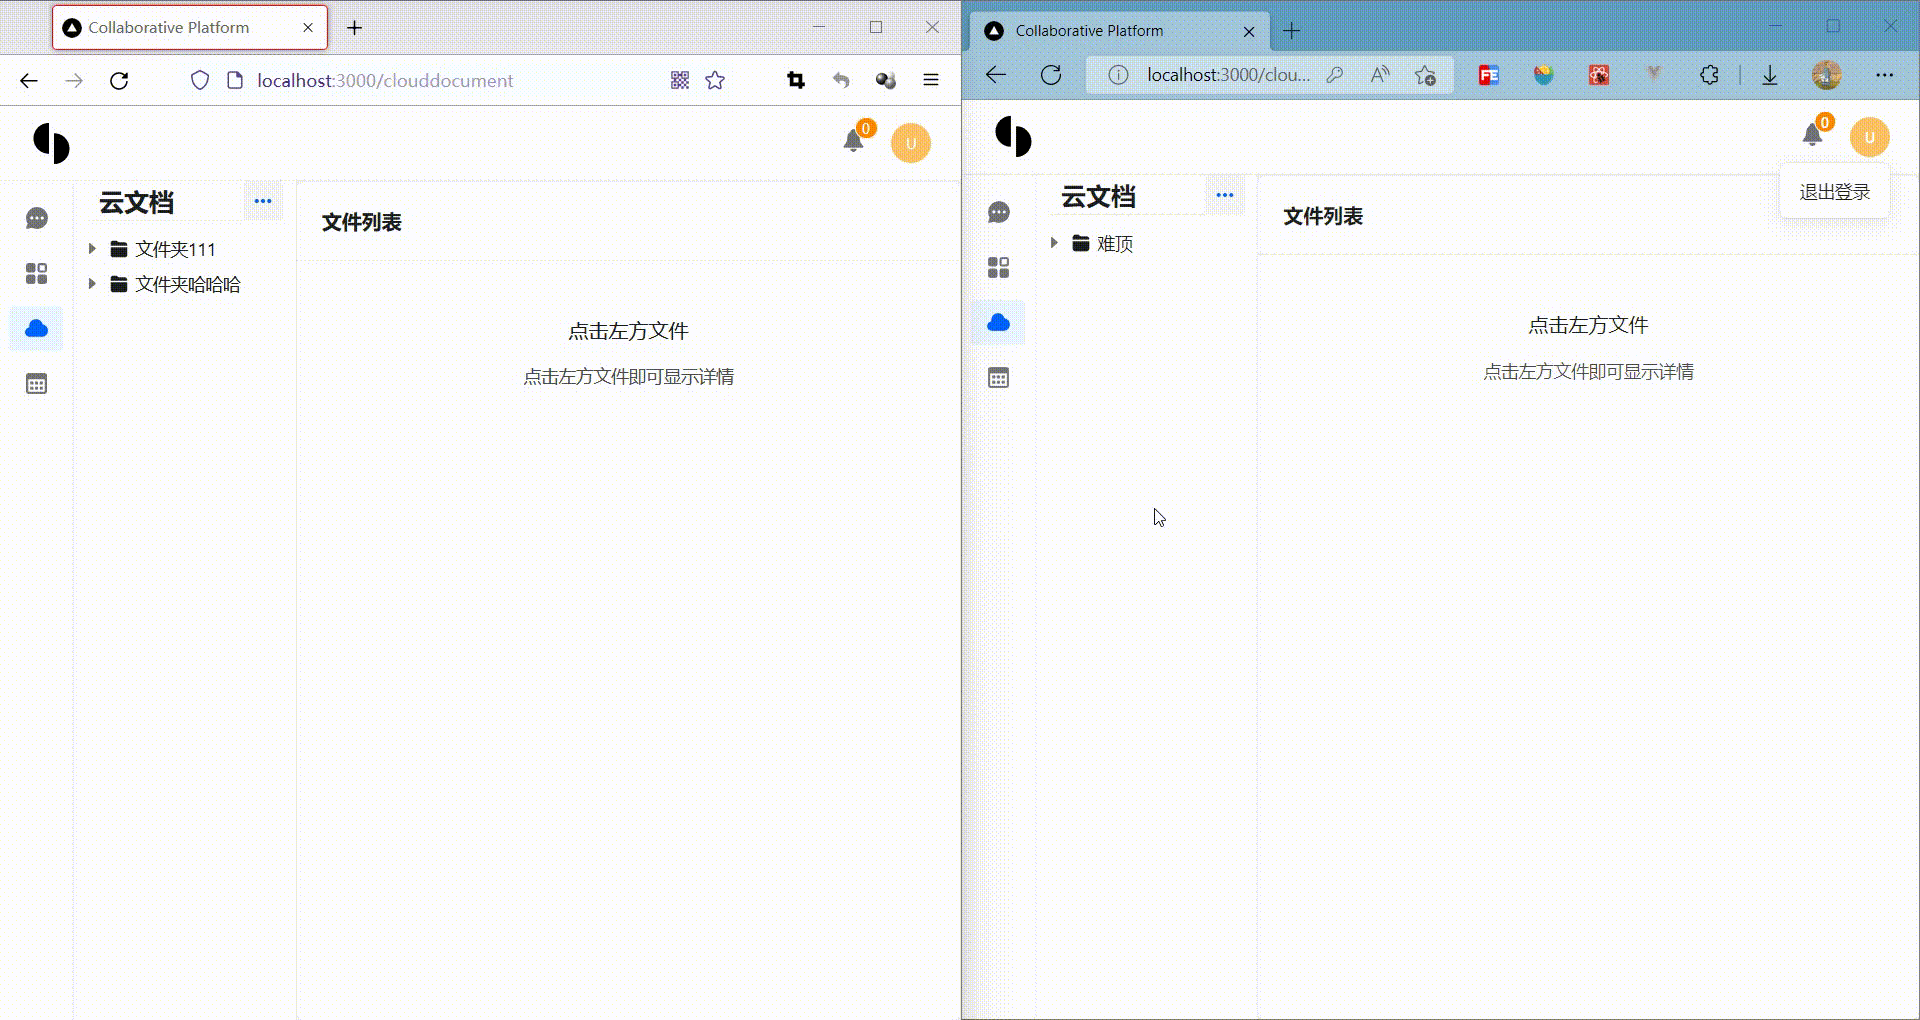 Collaborative Platform
localhost:3000/clouddocument
0
U
云文档
文件夹111
文件夹哈哈哈
文件列表
点击左方文件
点击左方文件即可显示详情
Collaborative Platform
localhost:3000/clou...
A
FE
0
U
退出登录
云文档
难顶
文件列表
点击左方文件
点击左方文件即可显示详情